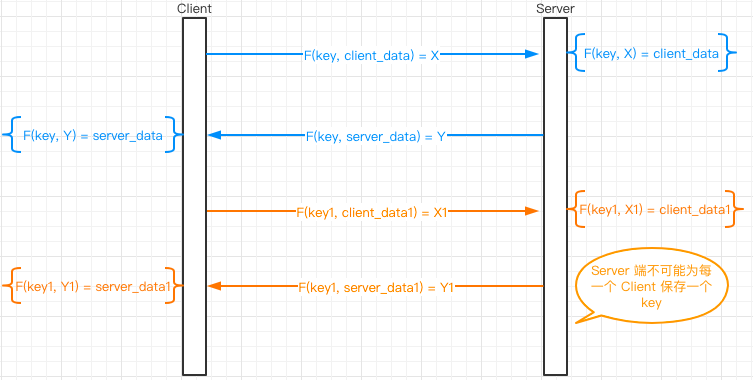 Client
Server
F(key, client_data) = X
F(key, X) = client_data
F(key, Y) = server_data
F(key, server_data) = Y
F(key1, client_data1) = X1
F(key1, X1) = client_data1
F(key1, Y1) = server_data1
F(key1, server_data1) = Y1
Server 端不可能为每
一个 Client 保存一个
key